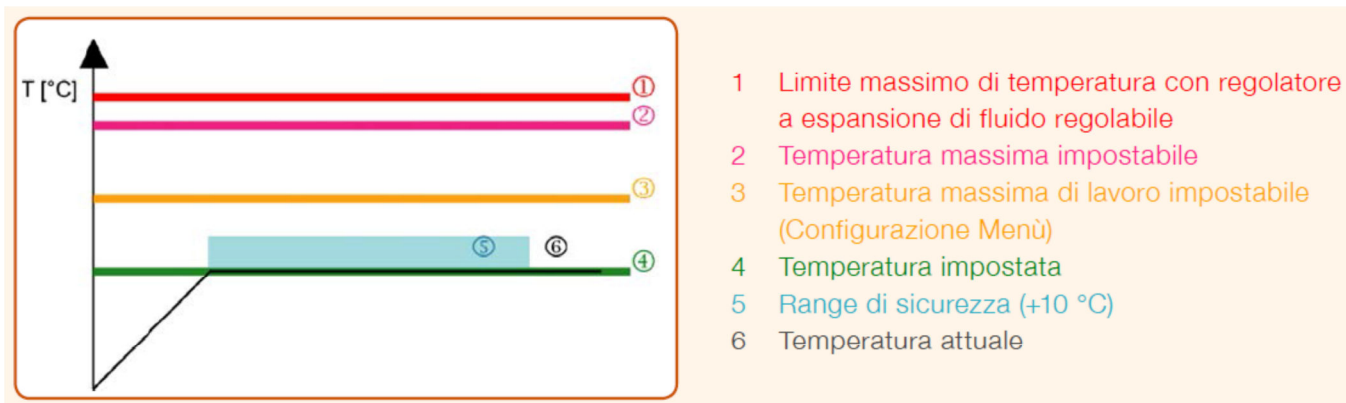 T [°C]
①
②
③
④
⑤
⑥
1 Limite massimo di temperatura con regolatore
a espansione di fluido regolabile
2 Temperatura massima impostabile
3 Temperatura massima di lavoro impostabile
(Configurazione Menù)
4 Temperatura impostata
5 Range di sicurezza (+10 °C)
6 Temperatura attuale